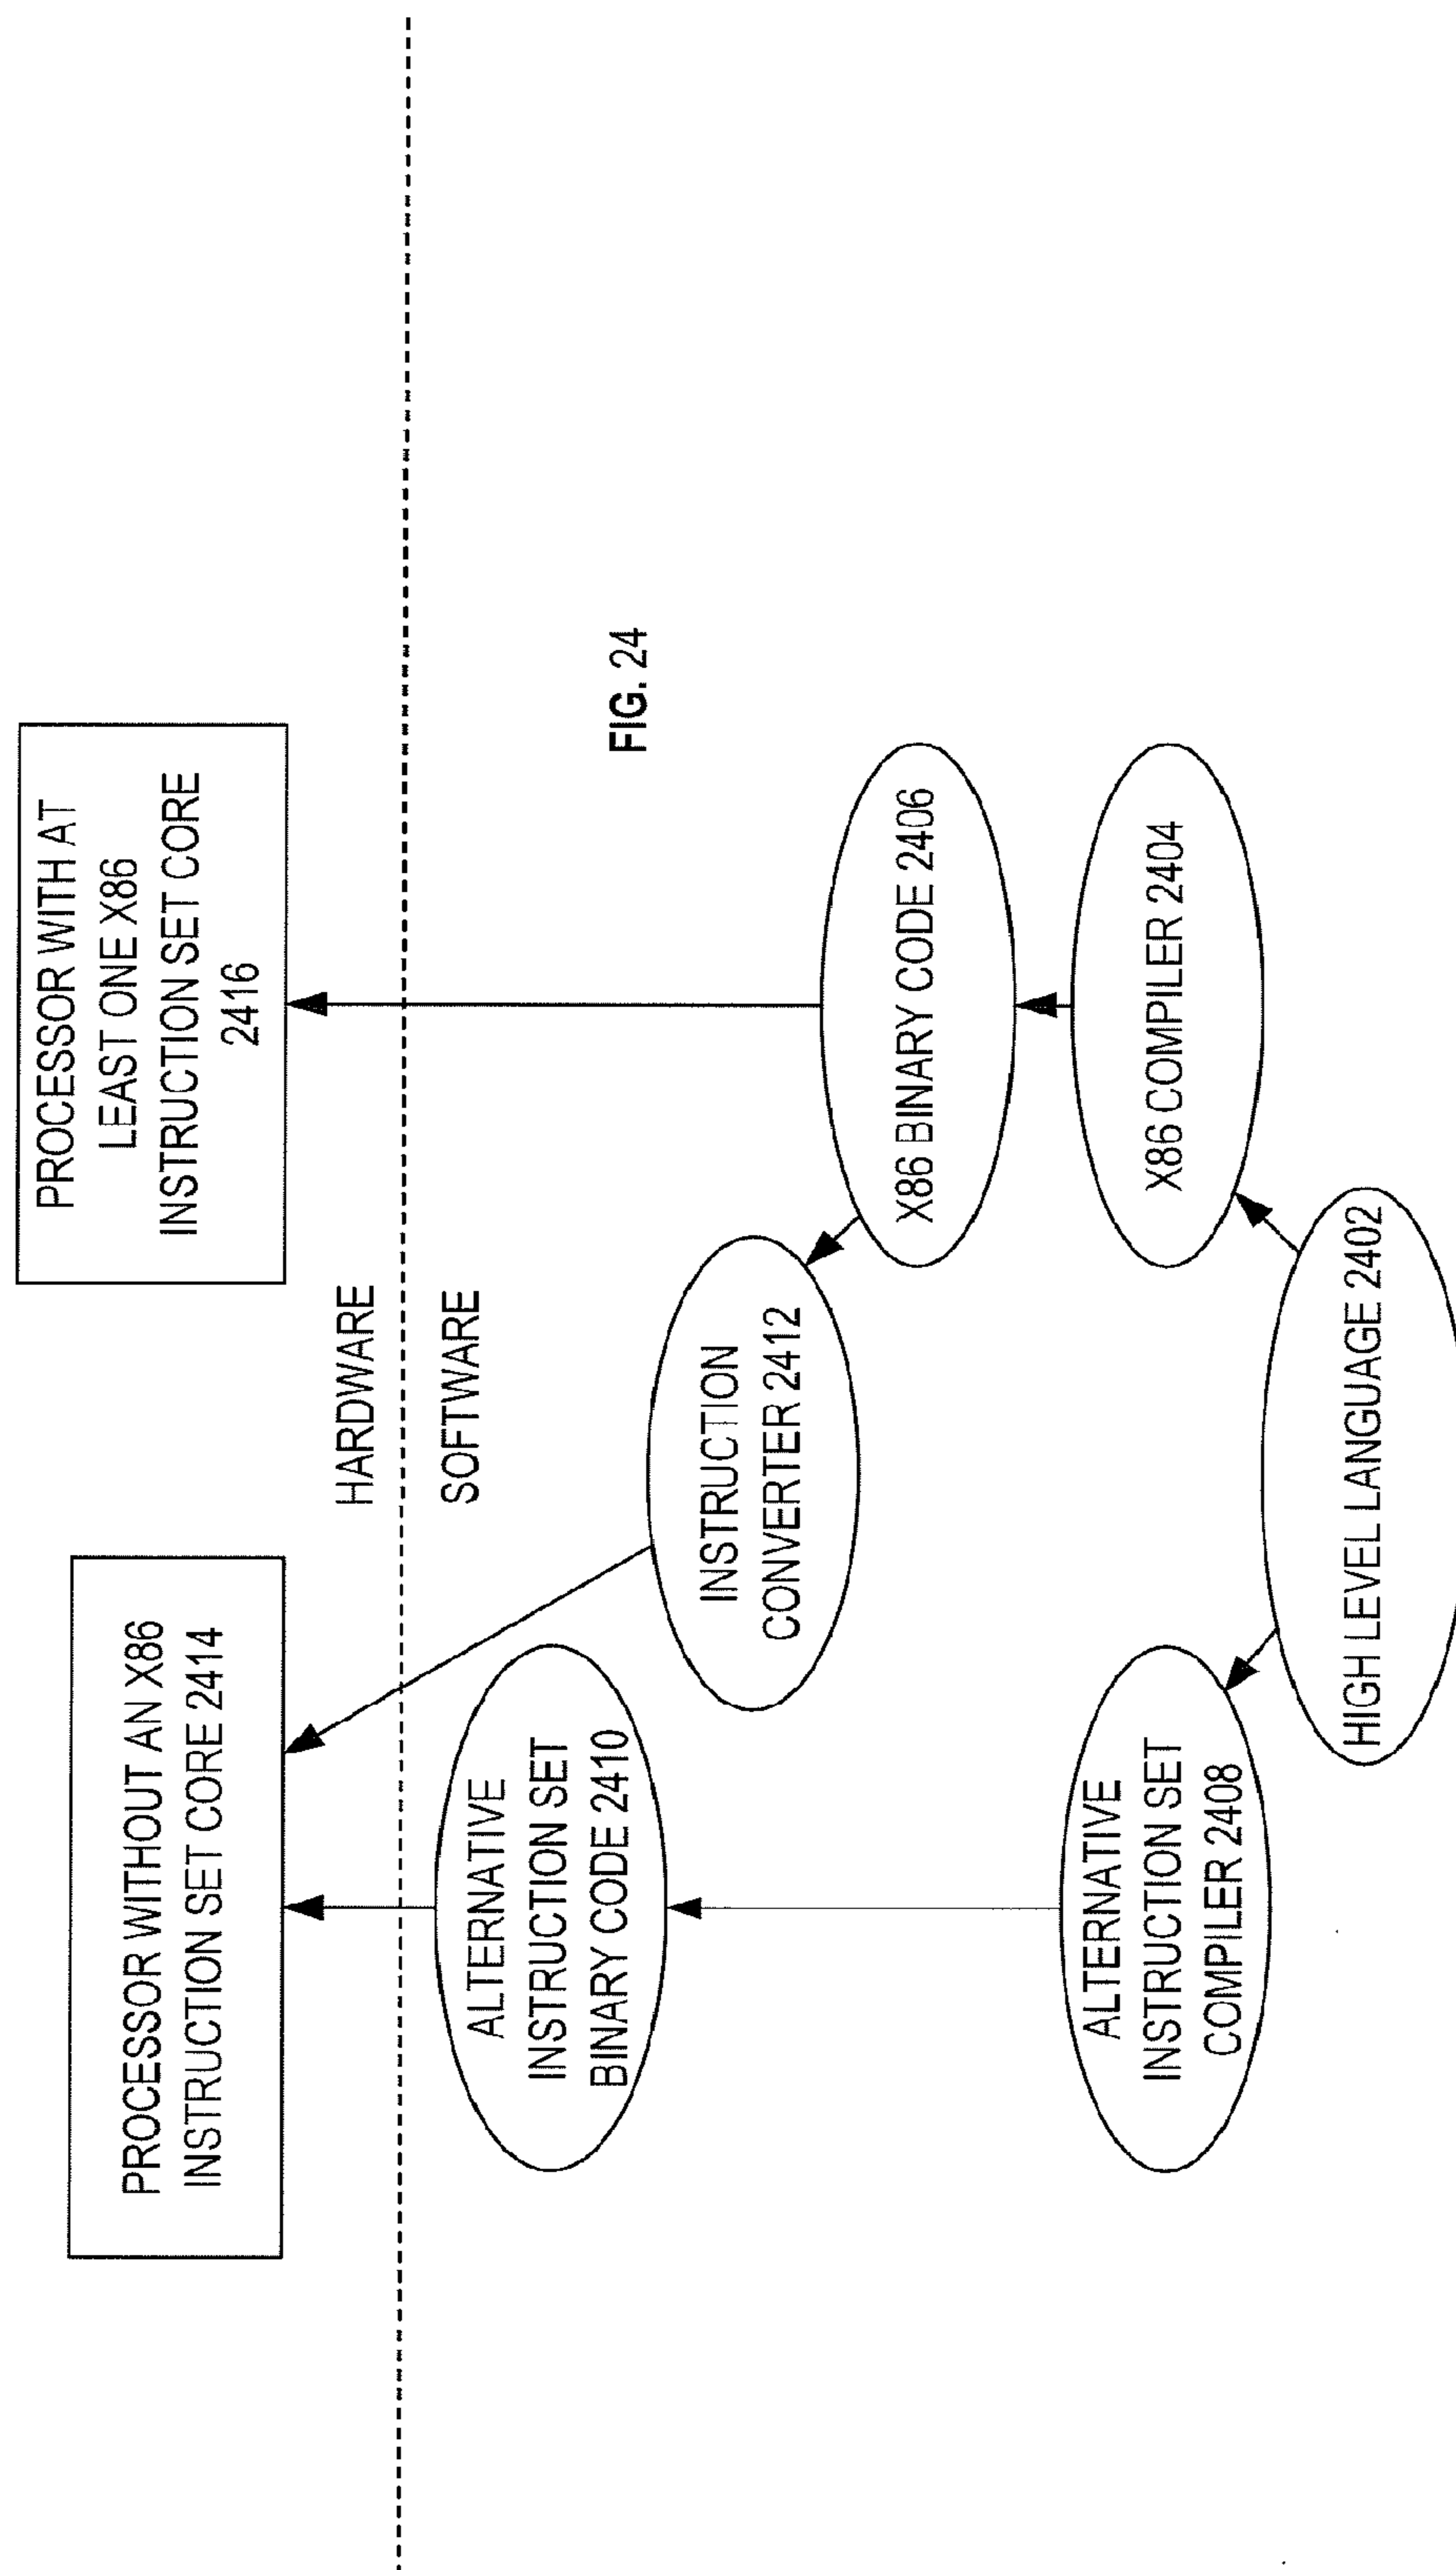 PROCESSOR WITHOUT AN X86
INSTRUCTION SET CORE 2414
PROCESSOR WITH AT
LEAST ONE X86
INSTRUCTION SET CORE
2416
HARDWARE
SOFTWARE
ALTERNATIVE
INSTRUCTION SET
BINARY CODE 2410
INSTRUCTION
CONVERTER 2412
FIG. 24
X86 BINARY CODE 2406
ALTERNATIVE
INSTRUCTION SET
COMPILER 2408
X86 COMPILER 2404
HIGH LEVEL LANGUAGE 2402